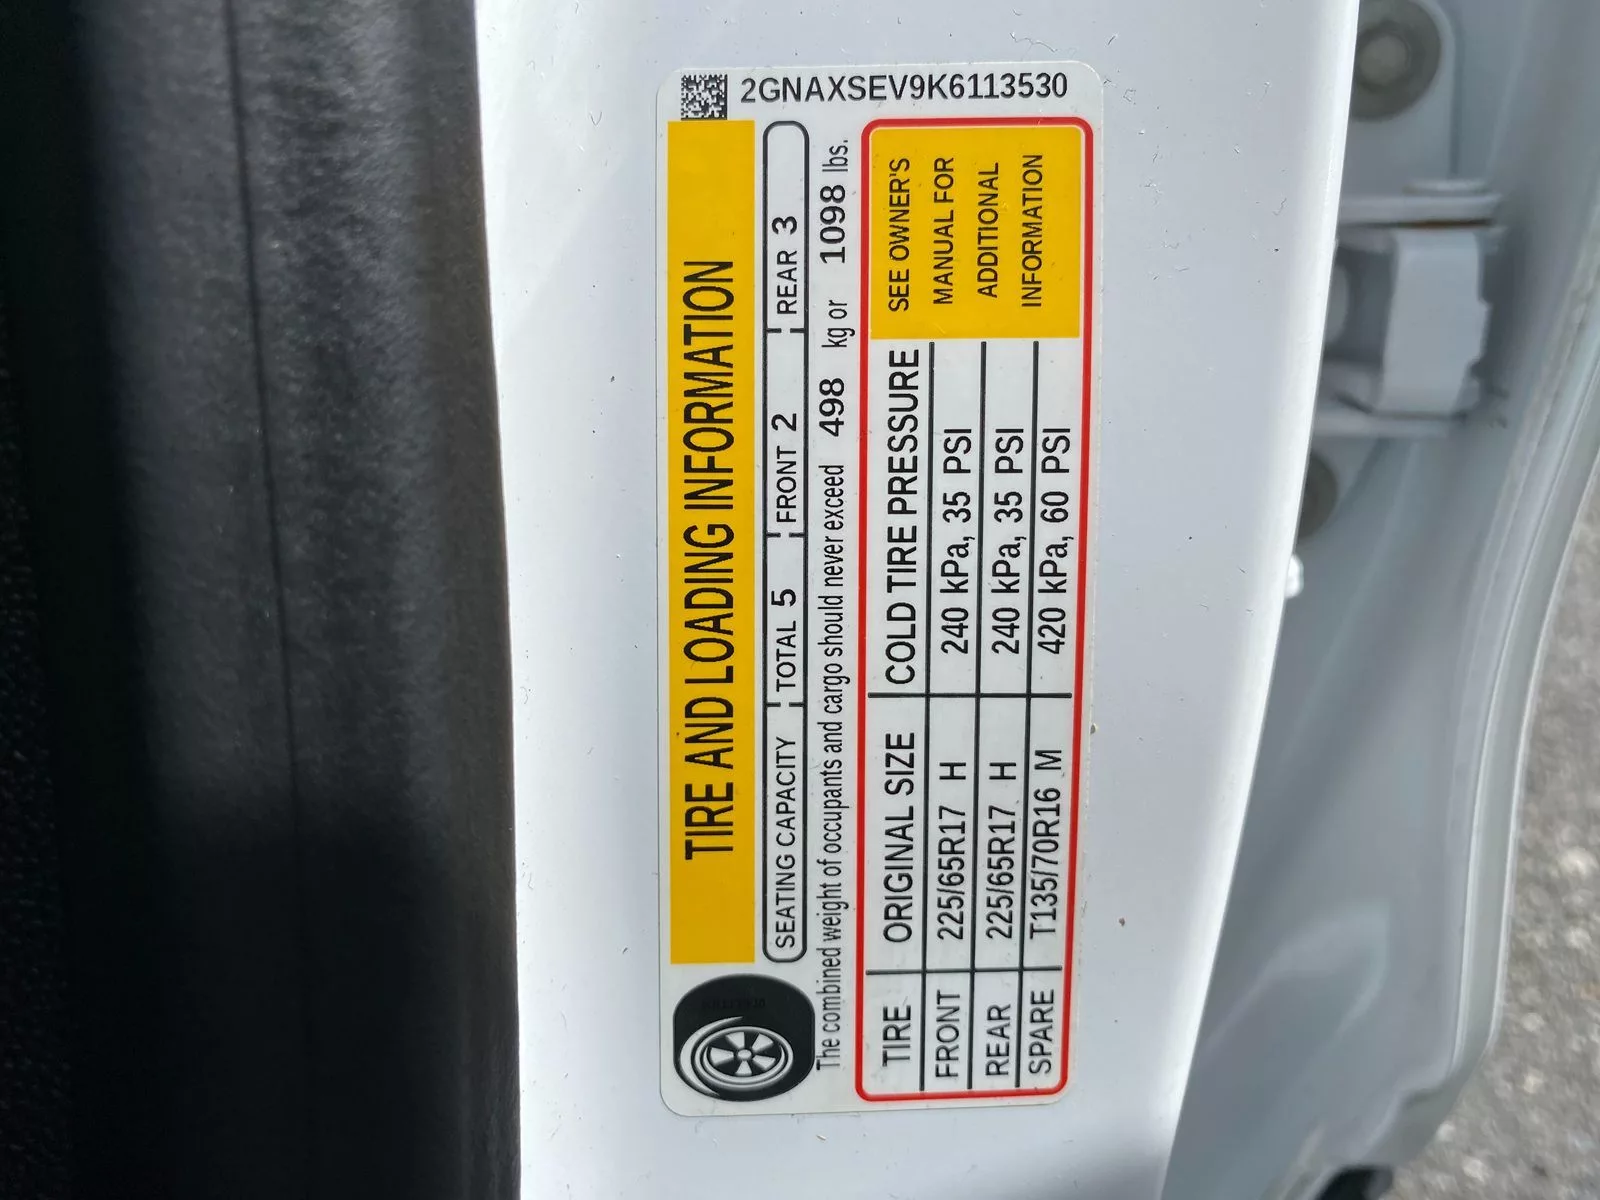 2GNAXSEV9K6113530
TIRE AND LOADING INFORMATION
SEATING CAPACITY TOTAL 5 FRONT 2 REAR 3
The combined weight of occupants and cargo should never exceed 498 kg or 1098 lbs.
TIRE ORIGINAL SIZE COLD TIRE PRESSURE
FRONT 225/65R17 H 240 kPa, 35 PSI
REAR 225/65R17 H 240 kPa, 35 PSI
SPARE T135/70R16 M 420 kPa, 60 PSI
SEE OWNER'S
MANUAL FOR
ADDITIONAL
INFORMATION